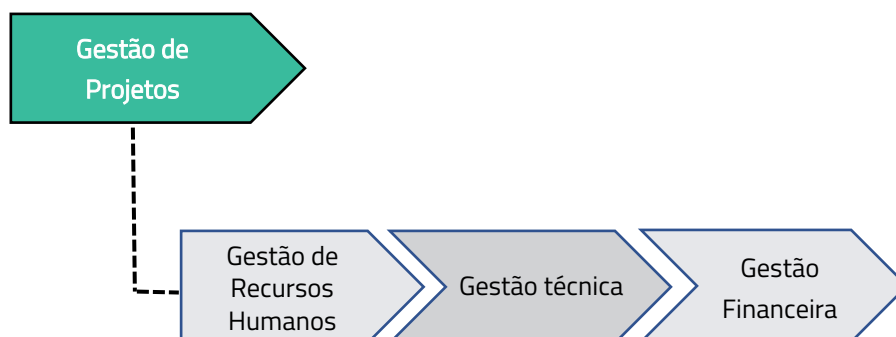 Gestão de
Projetos
Gestão de
Recursos
Humanos
Gestão técnica
Gestão
Financeira